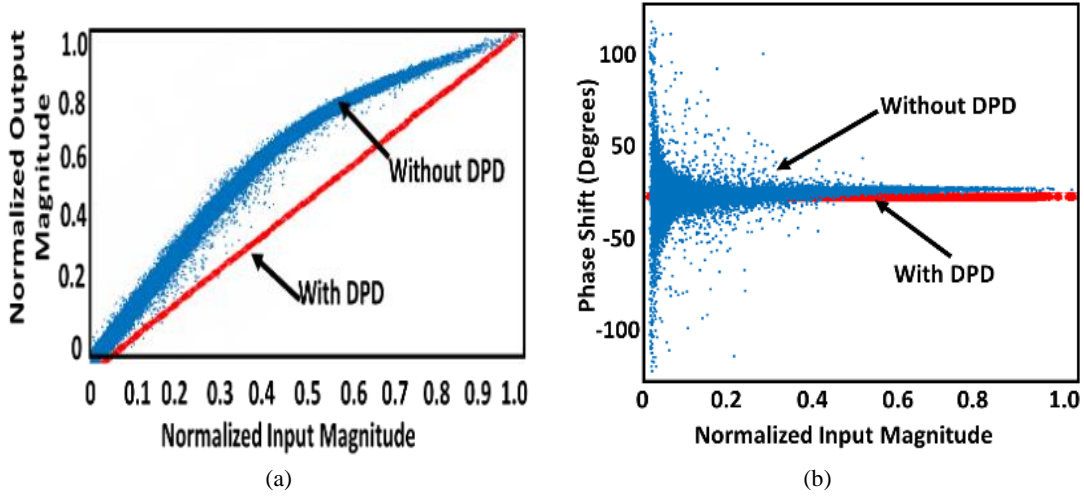 Normalized Output
Magnitude
1.0
0.8
0.6
0.4
0.2
0
Without DPD
With DPD
0 0.1 0.2 0.3 0.4 0.5 0.6 0.7 0.8 0.9 1.0
Normalized Input Magnitude
(a)
Phase Shift (Degrees)
100
50
-50
-100
Without DPD
With DPD
0 0.2 0.4 0.6 0.8 1.0
Normalized Input Magnitude
(b)